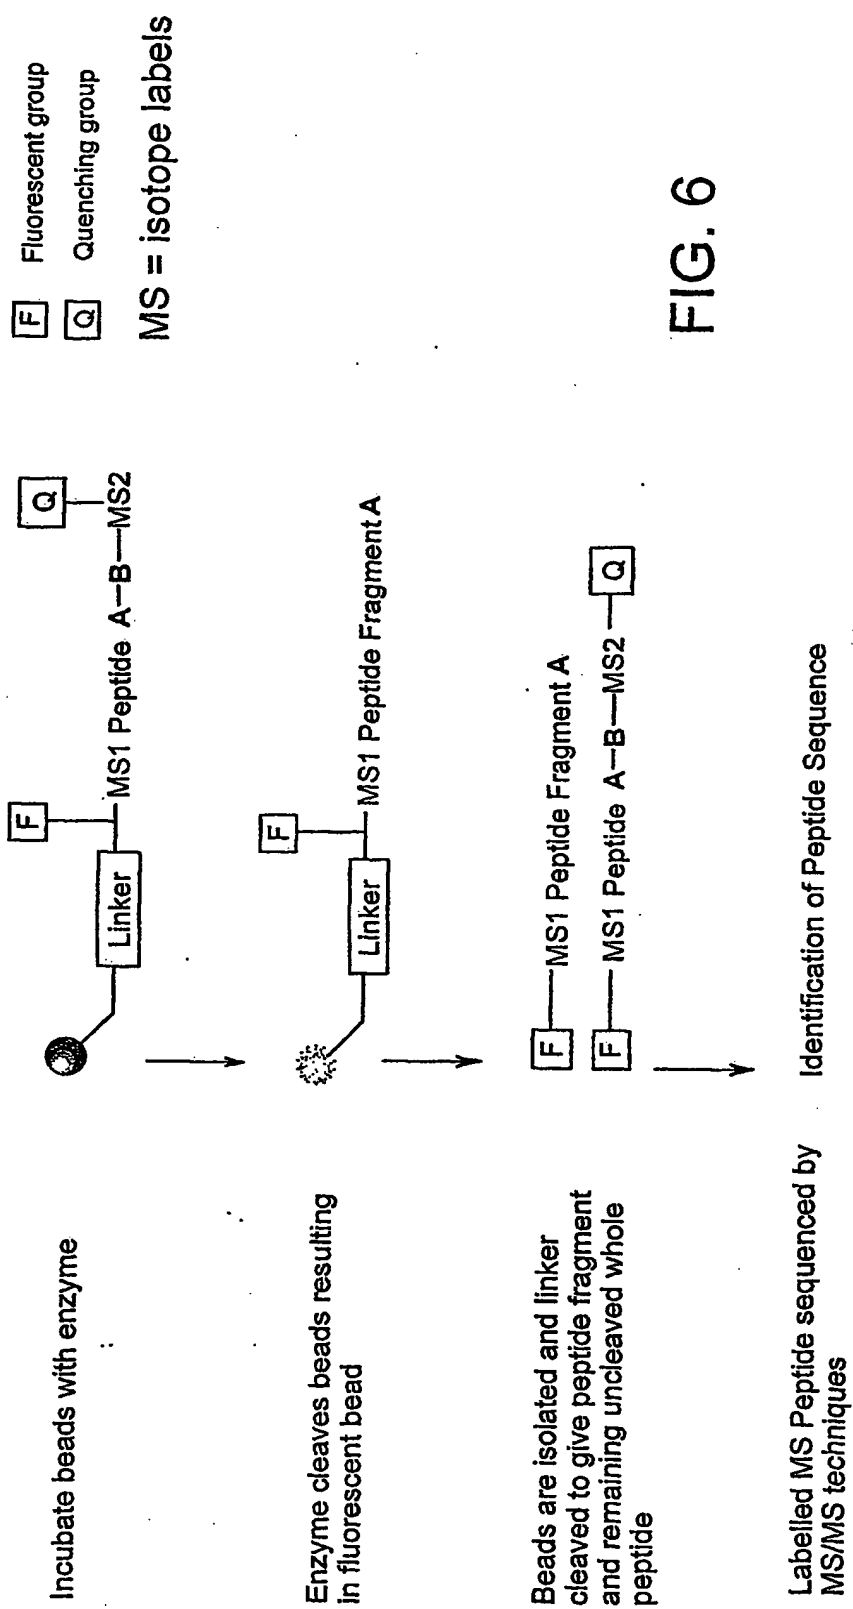 F Fluorescent group
Q Quenching group
MS = isotope labels
Incubate beads with enzyme
F
Q
Linker
MS1 Peptide A—B—MS2
Enzyme cleaves beads resulting
in fluorescent bead
F
Linker
MS1 Peptide Fragment A
Beads are isolated and linker
cleaved to give peptide fragment
and remaining uncleaved whole
peptide
F — MS1 Peptide Fragment A
F — MS1 Peptide A—B—MS2 — Q
Labelled MS Peptide sequenced by
MS/MS techniques
Identification of Peptide Sequence
FIG. 6